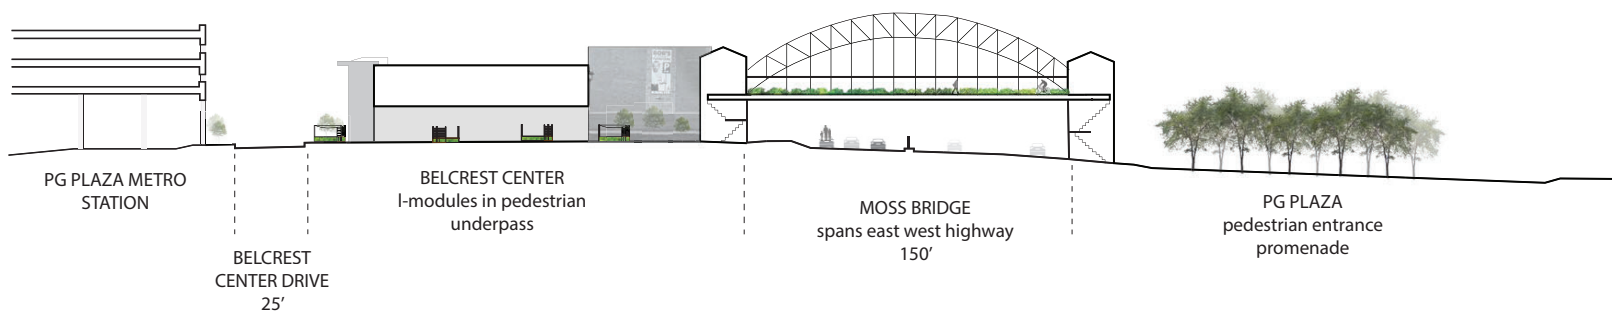 PG PLAZA METRO
STATION
BELCREST
CENTER DRIVE
25’
BELCREST CENTER
I-modules in pedestrian
underpass
MOSS BRIDGE
spans east west highway
150’
PG PLAZA
pedestrian entrance
promenade